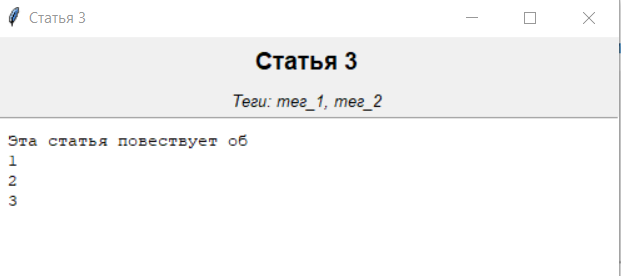 Статья 3
Статья 3
Теги: тег_1, тег_2
Эта статья повествует об
1
2
3